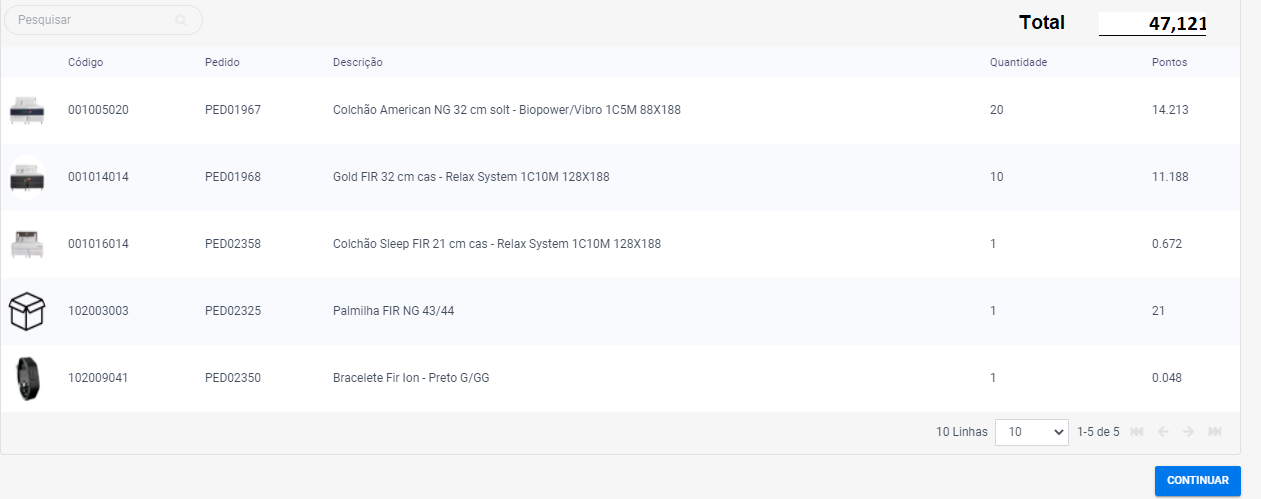 Pesquisar
Total 47,121
Código Pedido Descrição Quantidade Pontos
001005020 PED01967 Colchão American NG 32 cm solt - Biopower/Vibro 1C5M 88X188 20 14.213
001014014 PED01968 Gold FIR 32 cm cas - Relax System 1C10M 128X188 10 11.188
001016014 PED02358 Colchão Sleep FIR 21 cm cas - Relax System 1C10M 128X188 1 0.672
102003003 PED02325 Palmilha FIR NG 43/44 1 21
102009041 PED02350 Bracelete Fir Ion - Preto G/GG 1 0.048
10 Linhas 10 1-5 de 5
CONTINUAR